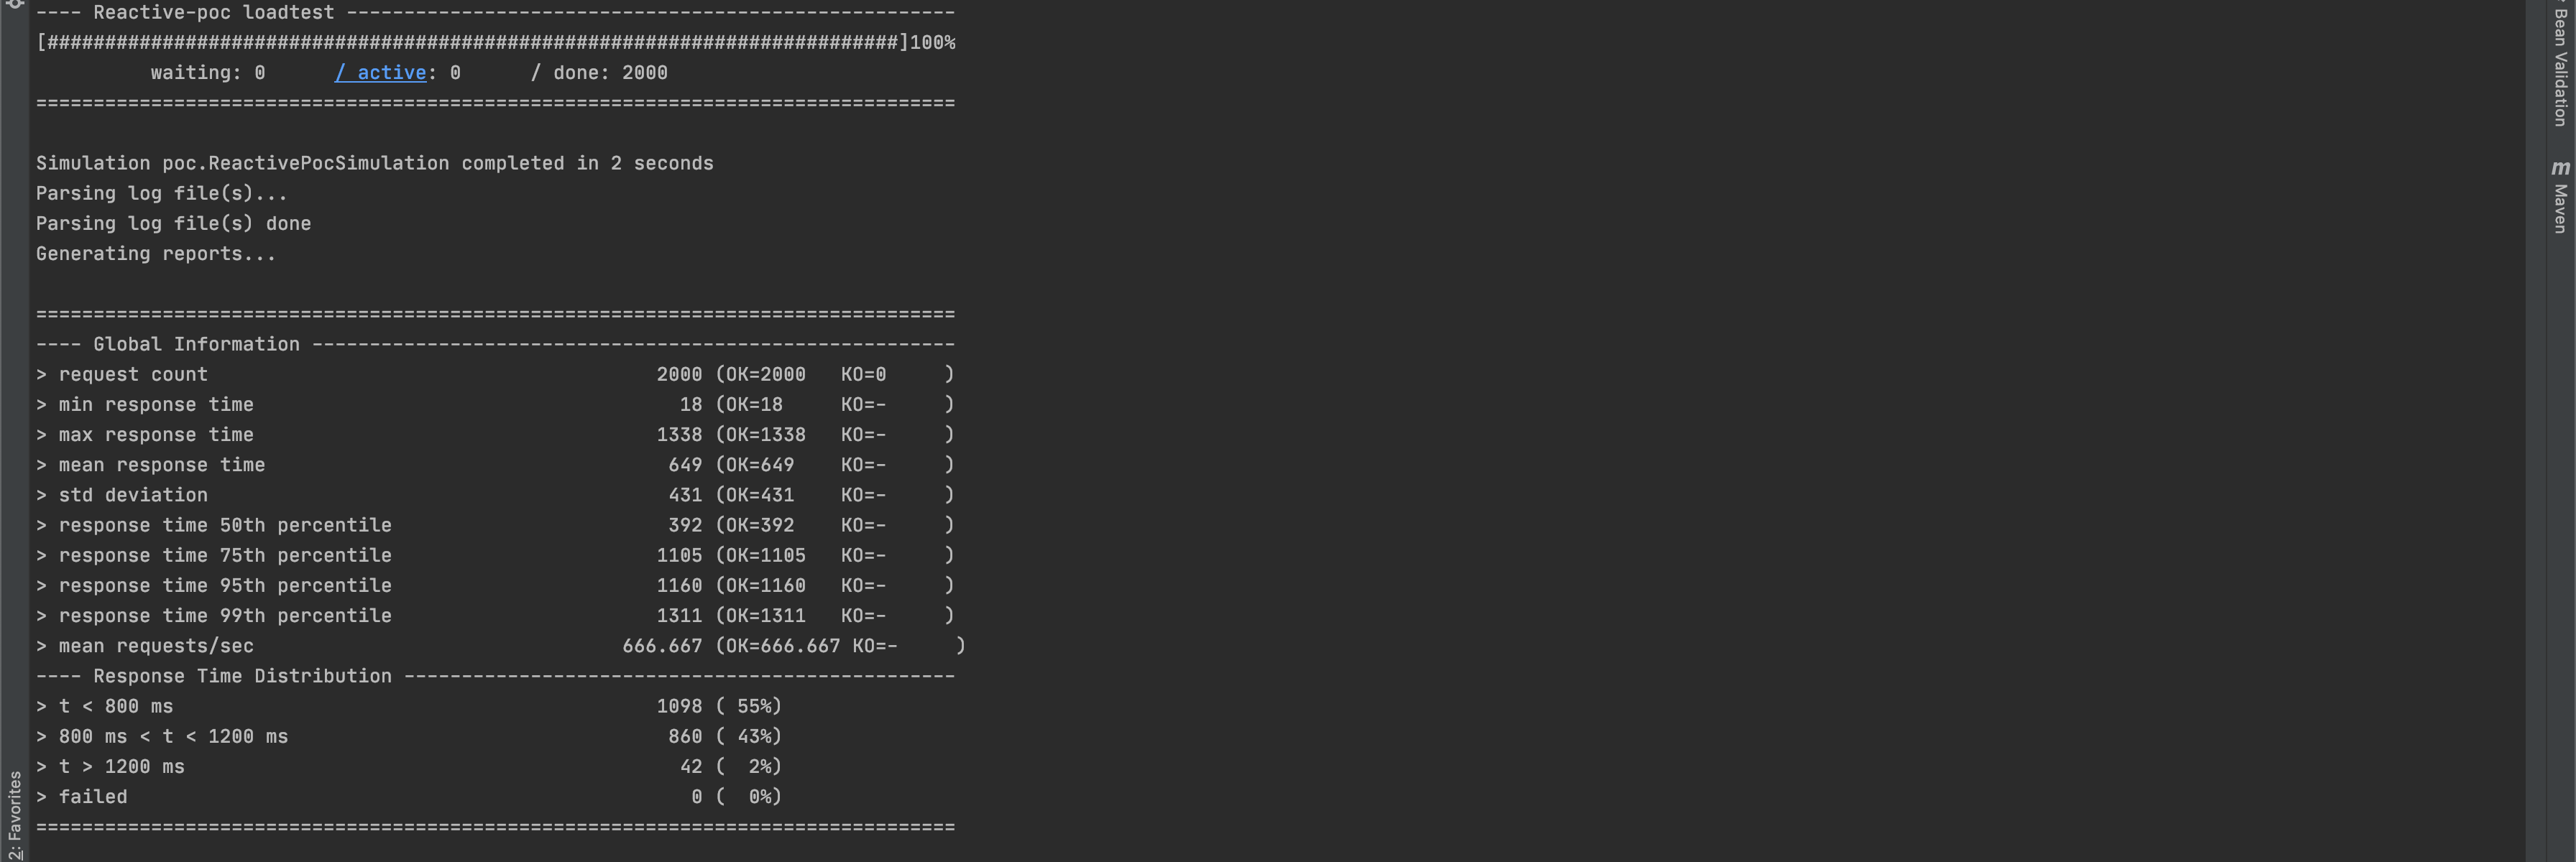 ---- Reactive-poc loadtest -----------------------------------------------------
[##########################################################################]100%
          waiting: 0      / active: 0      / done: 2000
================================================================================
Simulation poc.ReactivePocSimulation completed in 2 seconds
Parsing log file(s)...
Parsing log file(s) done
Generating reports...
================================================================================
---- Global Information --------------------------------------------------------
> request count                                       2000 (OK=2000   KO=0     )
> min response time                                     18 (OK=18     KO=-     )
> max response time                                   1338 (OK=1338   KO=-     )
> mean response time                                   649 (OK=649    KO=-     )
> std deviation                                        431 (OK=431    KO=-     )
> response time 50th percentile                        392 (OK=392    KO=-     )
> response time 75th percentile                       1105 (OK=1105   KO=-     )
> response time 95th percentile                       1160 (OK=1160   KO=-     )
> response time 99th percentile                       1311 (OK=1311   KO=-     )
> mean requests/sec                                666.667 (OK=666.667 KO=-     )
---- Response Time Distribution ------------------------------------------------
> t < 800 ms                                          1098 ( 55%)
> 800 ms < t < 1200 ms                                 860 ( 43%)
> t > 1200 ms                                           42 (  2%)
> failed                                                 0 (  0%)
================================================================================
2: Favorites
Bean Validation
m Maven